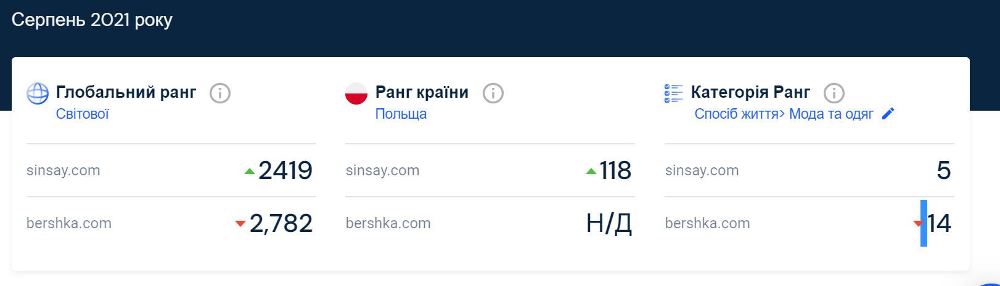 Серпень 2021 року
Глобальний ранг
Світової
sinsay.com 2419
bershka.com 2,782
Ранг країни
Польща
sinsay.com 118
bershka.com Н/Д
Категорія Ранг
Спосіб життя> Мода та одяг
sinsay.com 5
bershka.com 14